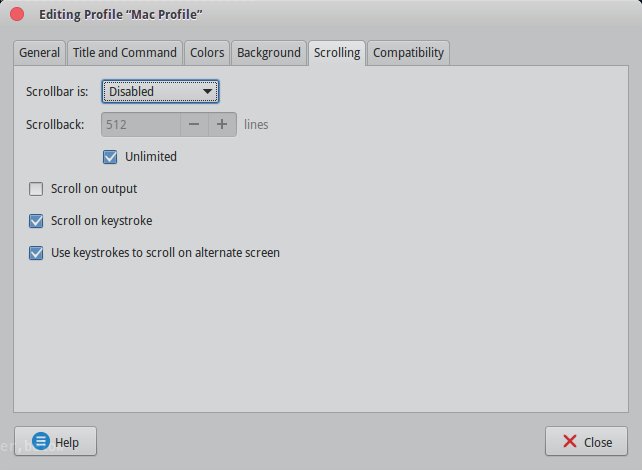 Editing Profile “Mac Profile”
General Title and Command Colors Background Scrolling Compatibility
Scrollbar is: Disabled
Scrollback: 512 lines
Unlimited
Scroll on output
Scroll on keystroke
Use keystrokes to scroll on alternate screen
Help Close